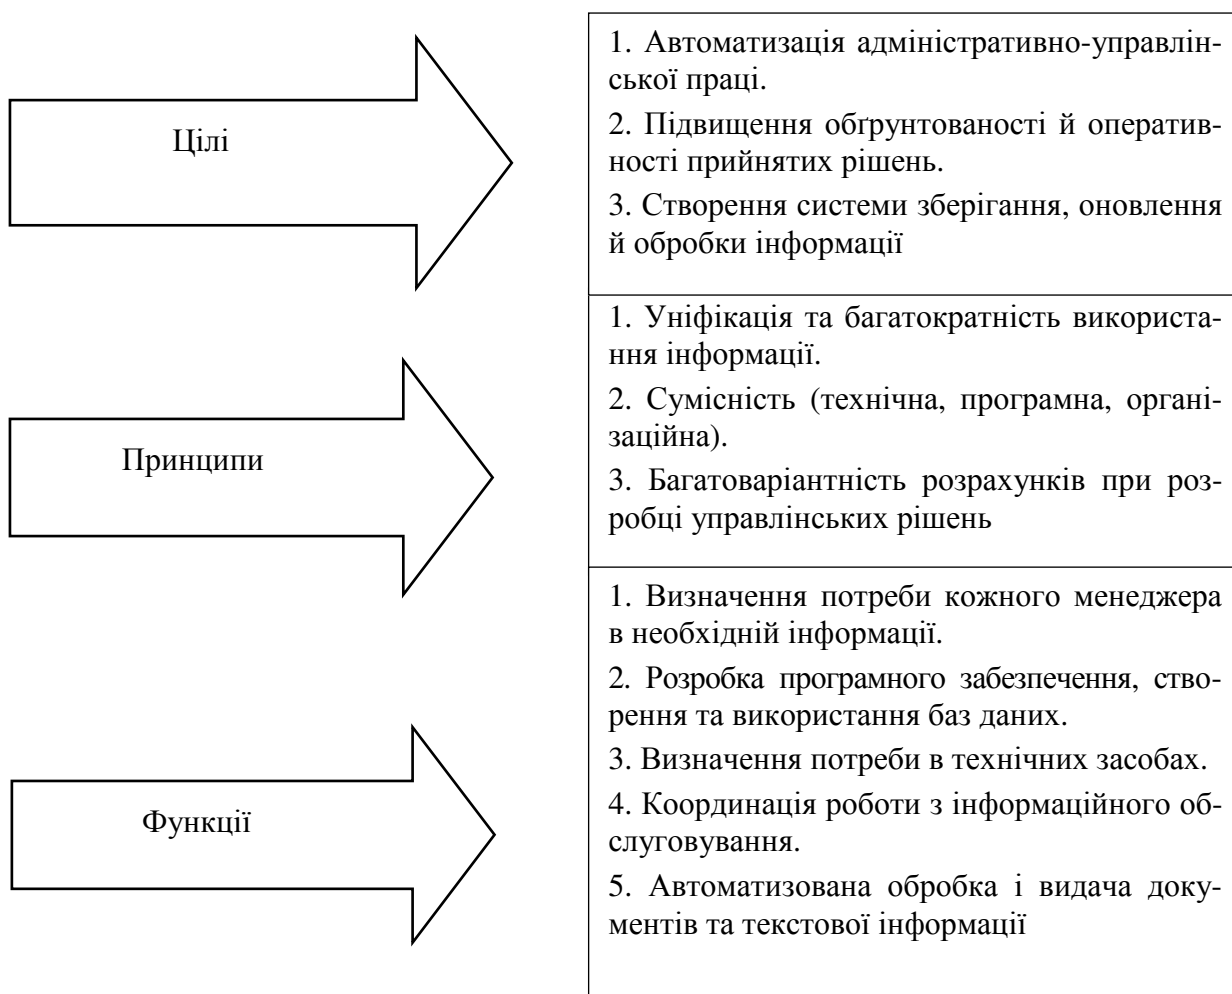 Цілі
1. Автоматизація адміністративно-управлін-
ської праці.
2. Підвищення обґрунтованості й оператив-
ності прийнятих рішень.
3. Створення системи зберігання, оновлення
й обробки інформації
Принципи
1. Уніфікація та багатократність використа-
ння інформації.
2. Сумісність (технічна, програмна, органі-
заційна).
3. Багатоваріантність розрахунків при роз-
робці управлінських рішень
Функції
1. Визначення потреби кожного менеджера
в необхідній інформації.
2. Розробка програмного забезпечення, ство-
рення та використання баз даних.
3. Визначення потреби в технічних засобах.
4. Координація роботи з інформаційного об-
слуговування.
5. Автоматизована обробка і видача доку-
ментів та текстової інформації